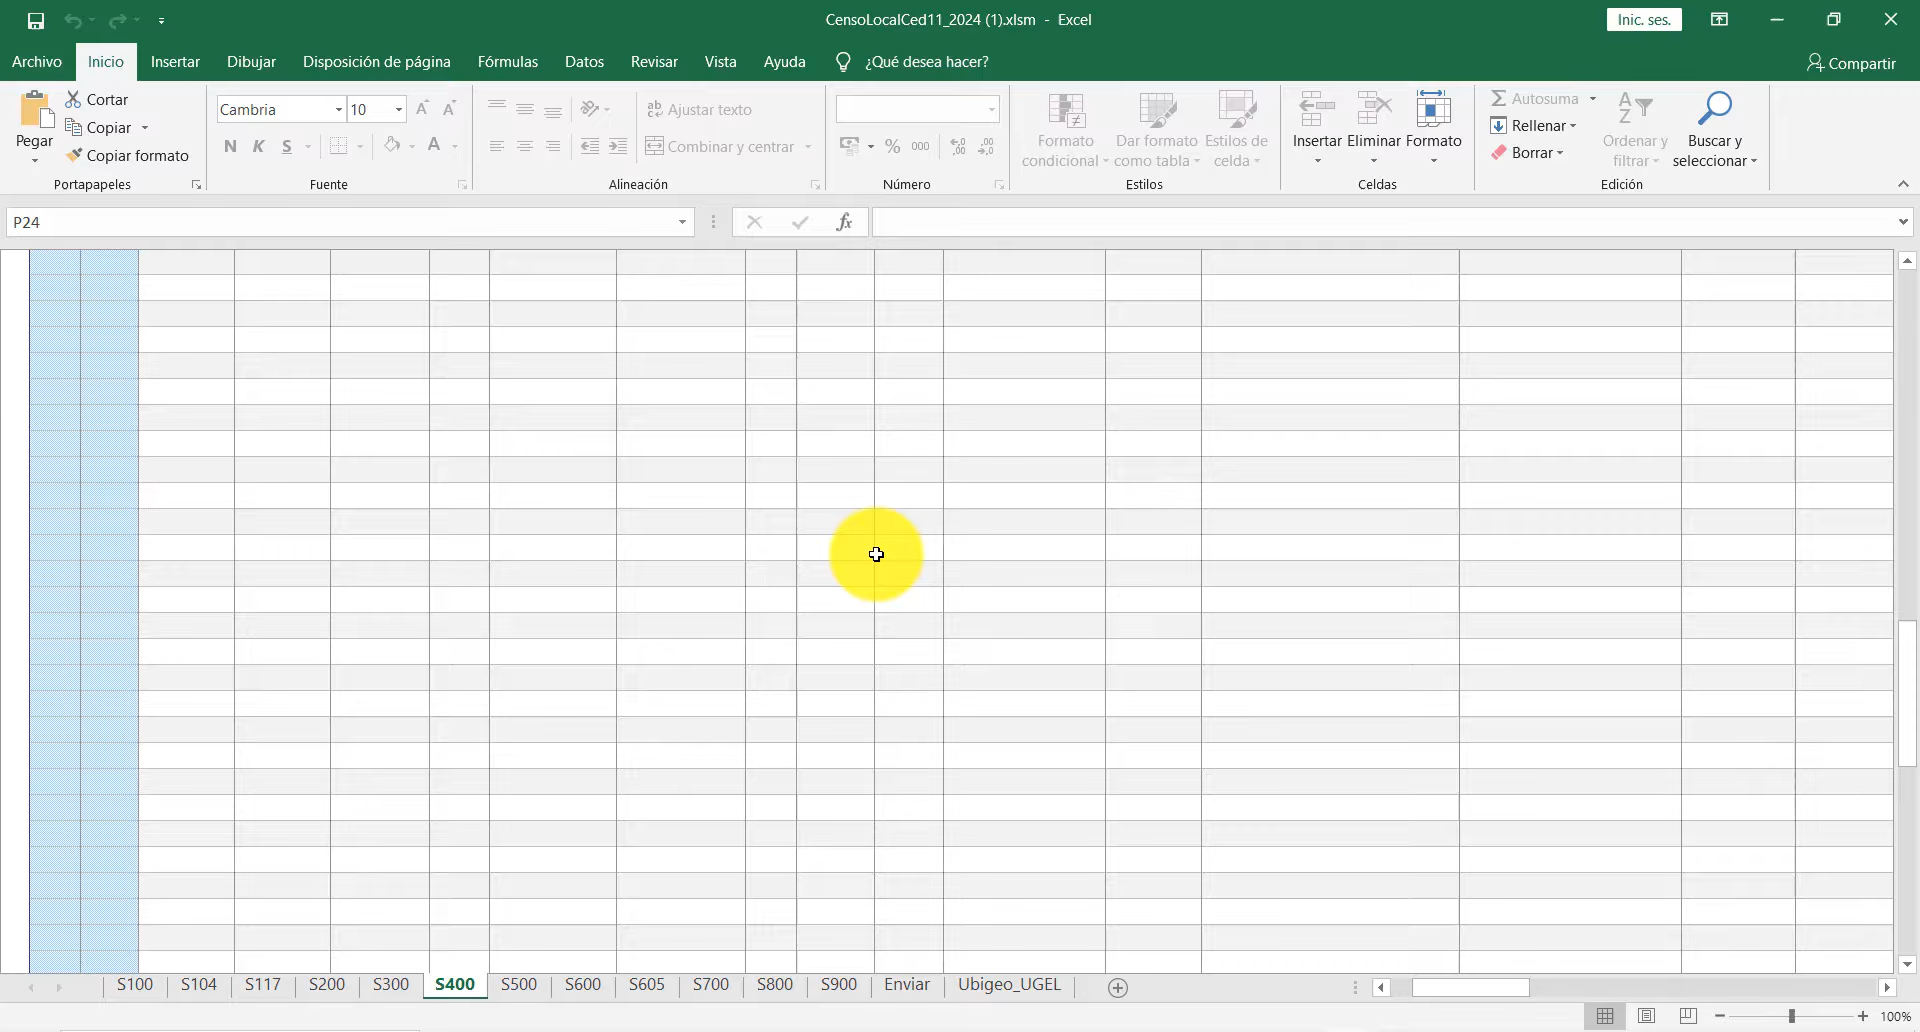 CensoLocalCed11_2024 (1).xlsm - Excel
Inic. ses.
Archivo Inicio Insertar Dibujar Disposición de página Fórmulas Datos Revisar Vista Ayuda ¿Qué desea hacer? Compartir
Pegar
Cortar
Copiar
Copiar formato
Portapapeles
Cambria 10
N K S
Fuente
Ajustar texto
Combinar y centrar
Alineación
% 000
Número
Formato condicional
Dar formato como tabla
Estilos de celda
Estilos
Insertar Eliminar Formato
Celdas
Autosuma
Rellenar
Borrar
Ordenar y filtrar
Buscar y seleccionar
Edición
P24
fx
S100 S104 S117 S200 S300 S400 S500 S600 S605 S700 S800 S900 Enviar Ubigeo_UGEL
100%